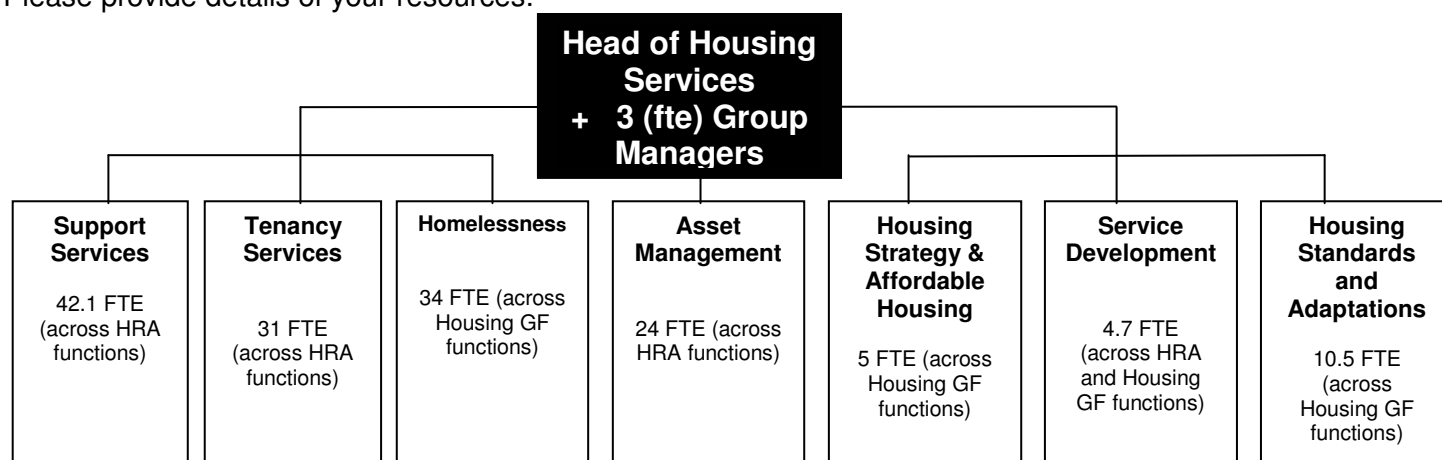 Please provide details of your resources.
Head of Housing
Services
+ 3 (fte) Group
Managers
Support
Services
42.1 FTE
(across HRA
functions)
Tenancy
Services
31 FTE
(across HRA
functions)
Homelessness
34 FTE (across
Housing GF
functions)
Asset
Management
24 FTE (across
HRA functions)
Housing
Strategy &
Affordable
Housing
5 FTE (across
Housing GF
functions)
Service
Development
4.7 FTE
(across HRA
and Housing
GF functions)
Housing
Standards
and
Adaptations
10.5 FTE
(across
Housing GF
functions)